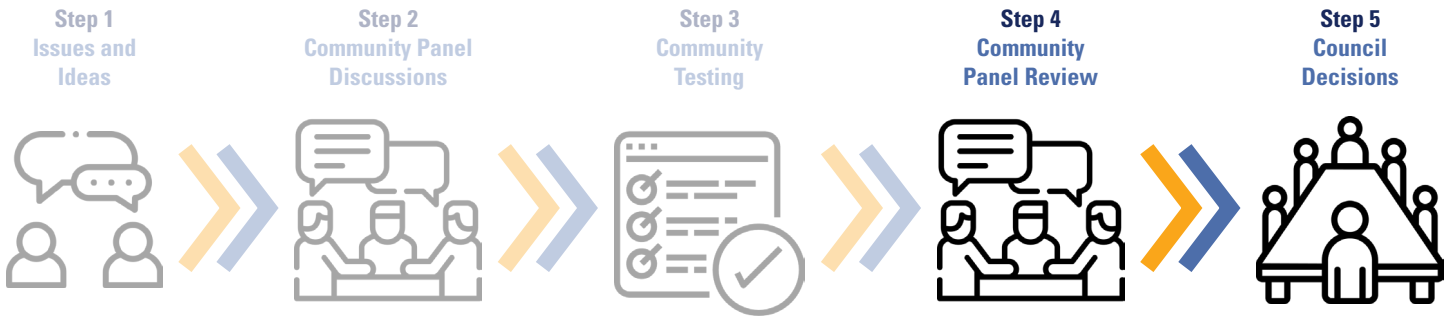 Step 1
Issues and
Ideas
Step 2
Community Panel
Discussions
Step 3
Community
Testing
Step 4
Community
Panel Review
Step 5
Council
Decisions